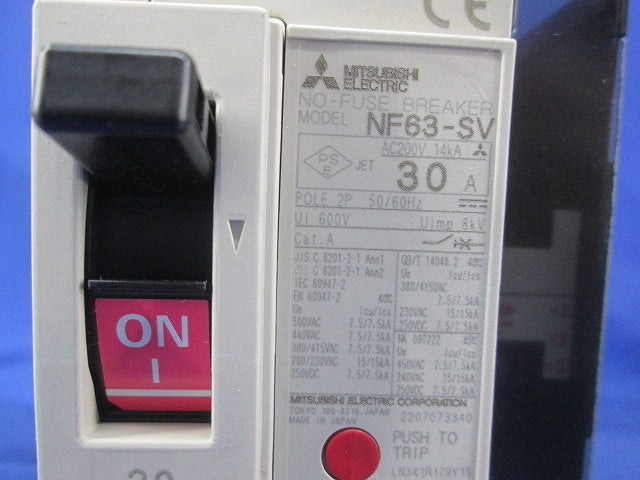 CE
MITSUBISHI
ELECTRIC
NO-FUSE BREAKER
MODEL NF63-SV
AC200V 14kA
PS
E
JET
30 A
POLE 2P 50/60Hz
Ui 600V Uimp 8kV
Cat.A
JIS C 8201-2-1 Ann1
JIS C 8201-2-1 Ann2
IEC 60947-2
EN 60947-2 40℃
Ue Icu/Ics
500VAC 7.5/7.5kA
440VAC 7.5/7.5kA
380/415VAC 7.5/7.5kA
200/230VAC 15/15kA
250VDC 7.5/7.5kA
GB/T 14048.2 40℃
Ue Icu/Ics
380/415VAC
7.5/7.5kA
230VAC 15/15kA
250VDC 7.5/7.5kA
NK 45℃
Ue Icu/Ics
450VAC 7.5/7.5kA
240VAC 15/15kA
250VDC 7.5/7.5kA
MITSUBISHI ELECTRIC CORPORATION
TOKYO 100-8310, JAPAN
MADE IN JAPAN
2207073340
PUSH TO
TRIP
LN341R179Y15
ON
I
30